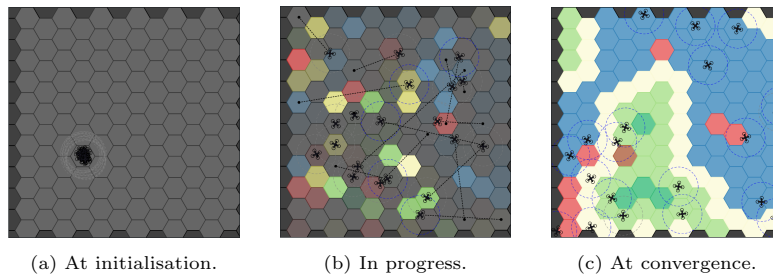 (a) At initialisation.
(b) In progress.
(c) At convergence.